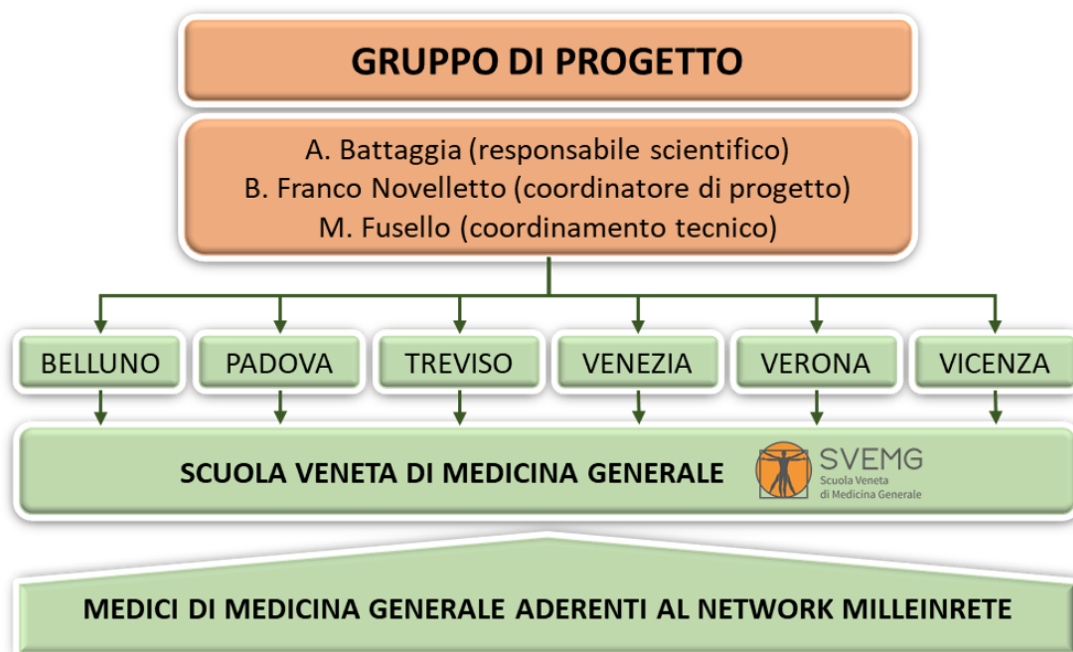 GRUPPO DI PROGETTO
A. Battaggia (responsabile scientifico)
B. Franco Novelletto (coordinatore di progetto)
M. Fusello (coordinamento tecnico)
BELLUNO
PADOVA
TREVISO
VENEZIA
VERONA
VICENZA
SCUOLA VENETA DI MEDICINA GENERALE
SVEMG
Scuola Veneta
di Medicina Generale
MEDICI DI MEDICINA GENERALE ADERENTI AL NETWORK MILLEINRETE